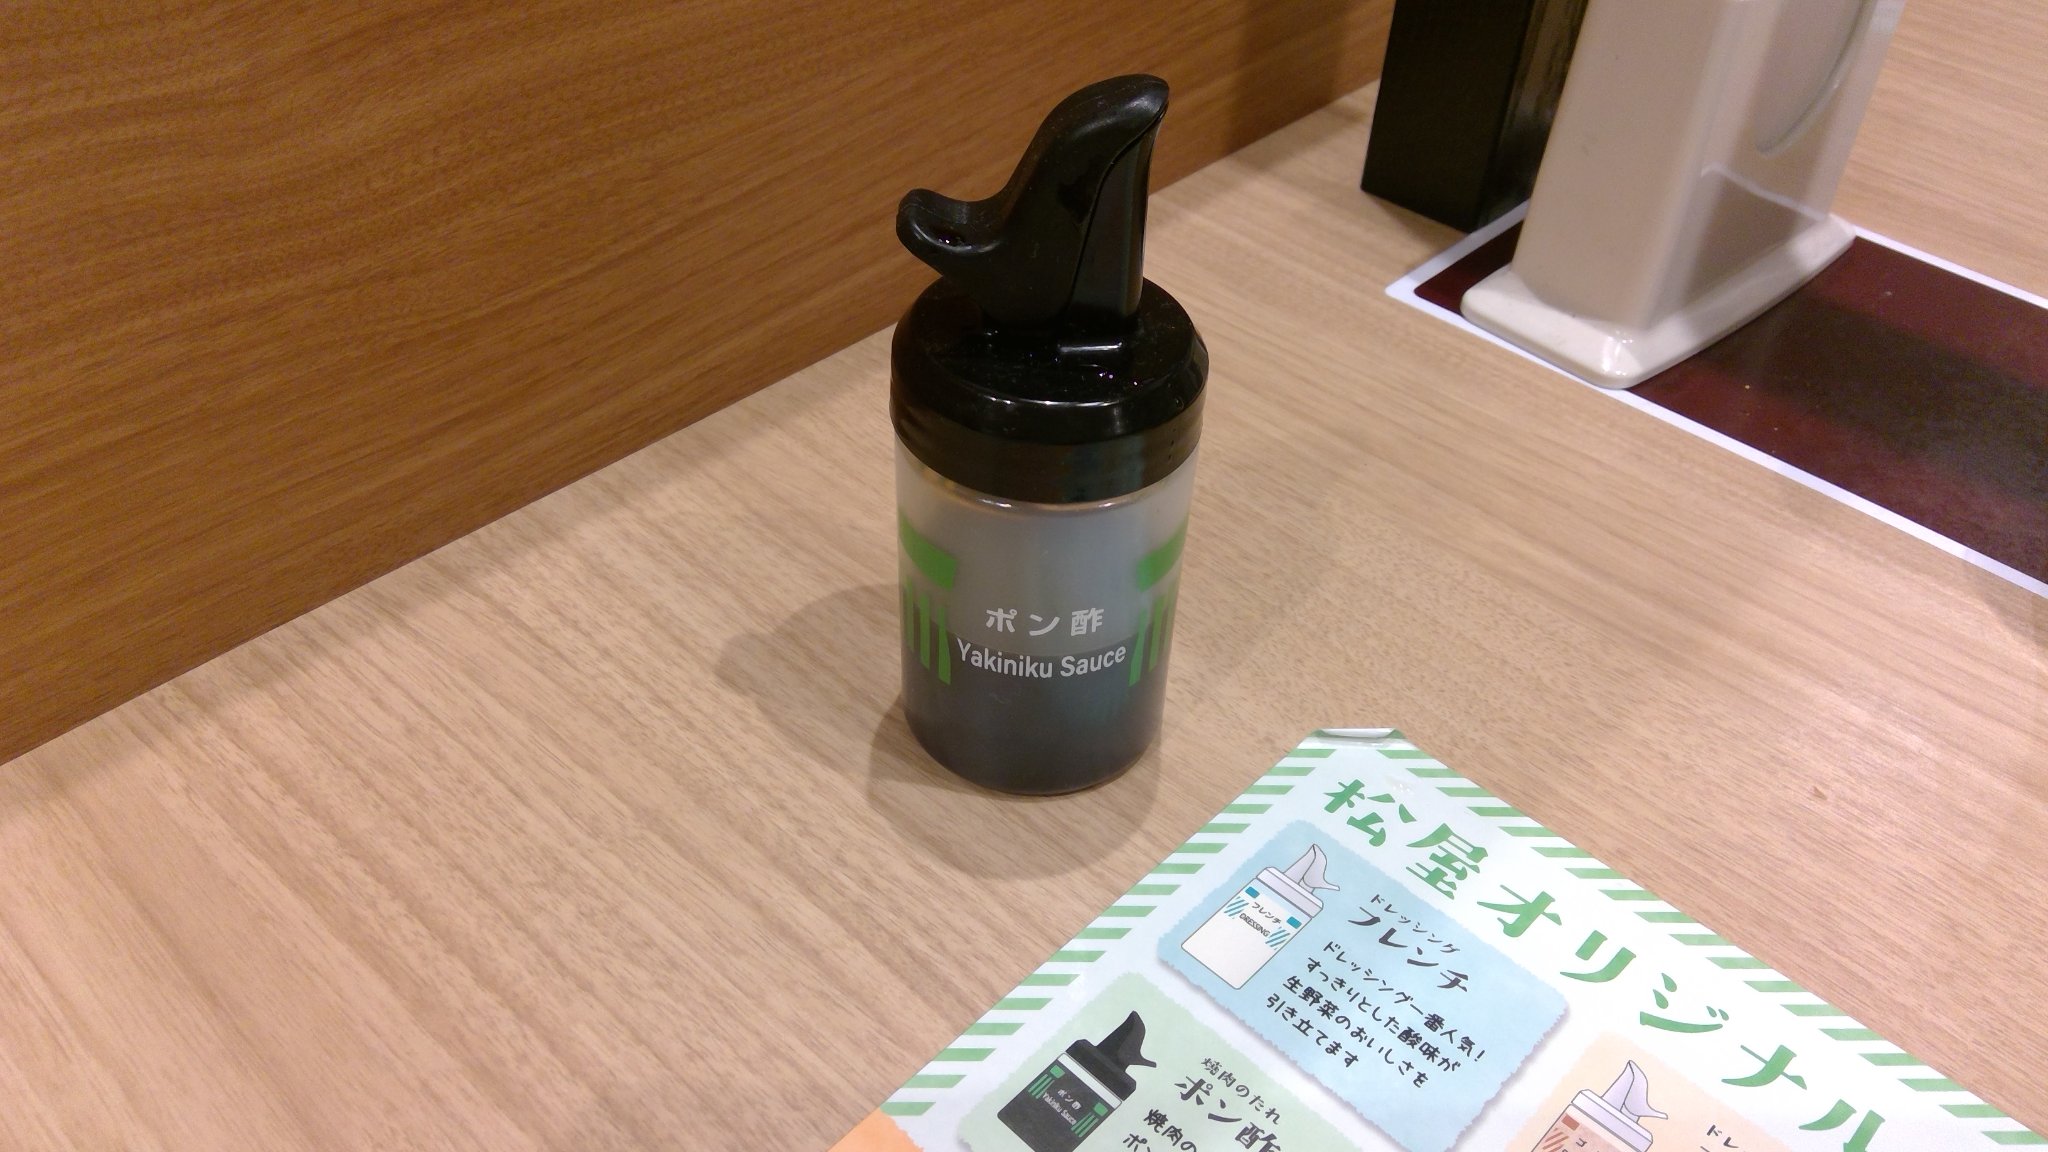 ポン酢
Yakiniku Sauce
松屋オリジナル
フレンチ
DRESSING
ドレッシング
フレンチ
ドレッシング一番人気!
すっきりとした酸味が
生野菜のおいしさを
引き立てます
ポン酢
Yakiniku Sauce
焼肉のたれ
ポン酢
焼肉の
ポン
ドレ